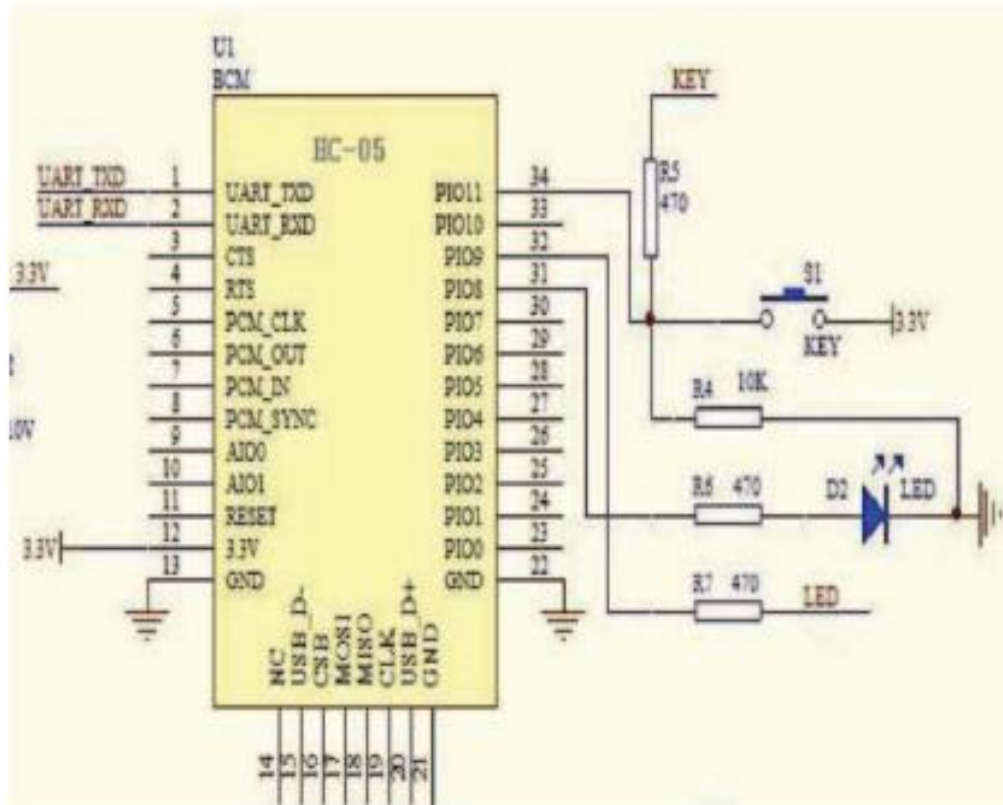 U1
BCM
HC-05
KEY
R5
470
UART_TXD 1 UART_TXD PIO11 34
UART_RXD 2 UART_RXD PIO10 33
3 CTS PIO9 32
3.3V 4 RTS PIO8 31
5 PCM_CLK PIO7 30
6 PCM_OUT PIO6 29
7 PCM_IN PIO5 28
8 PCM_SYNC PIO4 27
9 AIO0 PIO3 26
10 AIO1 PIO2 25
11 RESET PIO1 24
3.3V 12 3.3V PIO0 23
13 GND GND 22
S1
KEY
3.3V
R4 10K
R6 470
D2 LED
R7 470 LED
NC USB_D- CSB MOSI MISO CLK USB_D+ GND
14 15 16 17 18 19 20 21